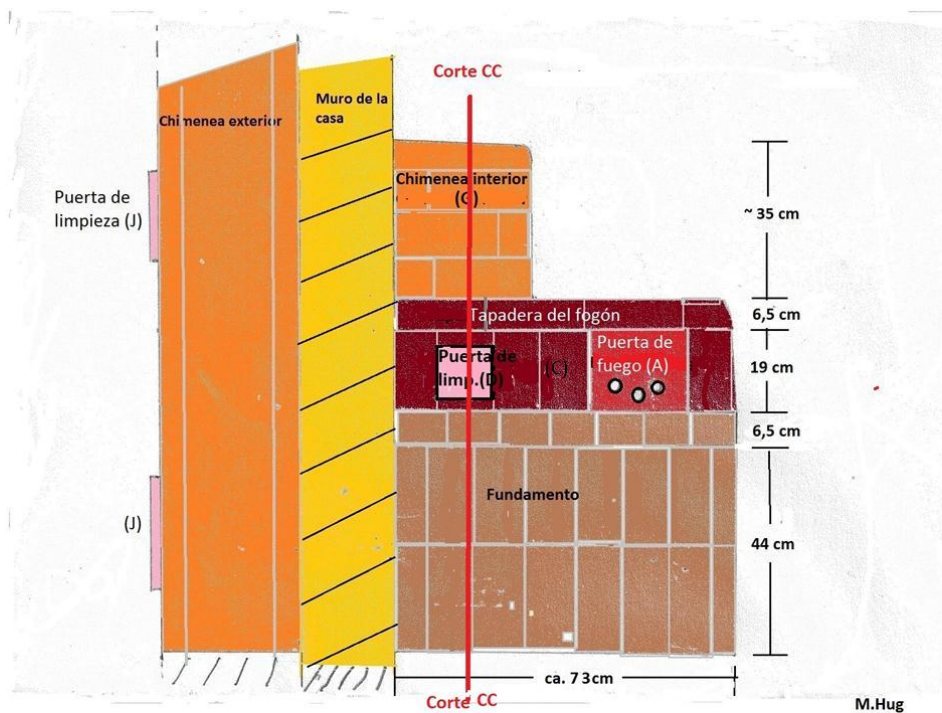 Corte CC
Chimenea exterior
Muro de la
casa
Puerta de
limpieza (J)
Chimenea interior
(G)
~ 35 cm
Tapadera del fogón
6,5 cm
Puerta de
limp.(D)
(C)
Puerta de
fuego (A)
19 cm
6,5 cm
(J)
Fundamento
44 cm
ca. 73cm
Corte CC
M.Hug